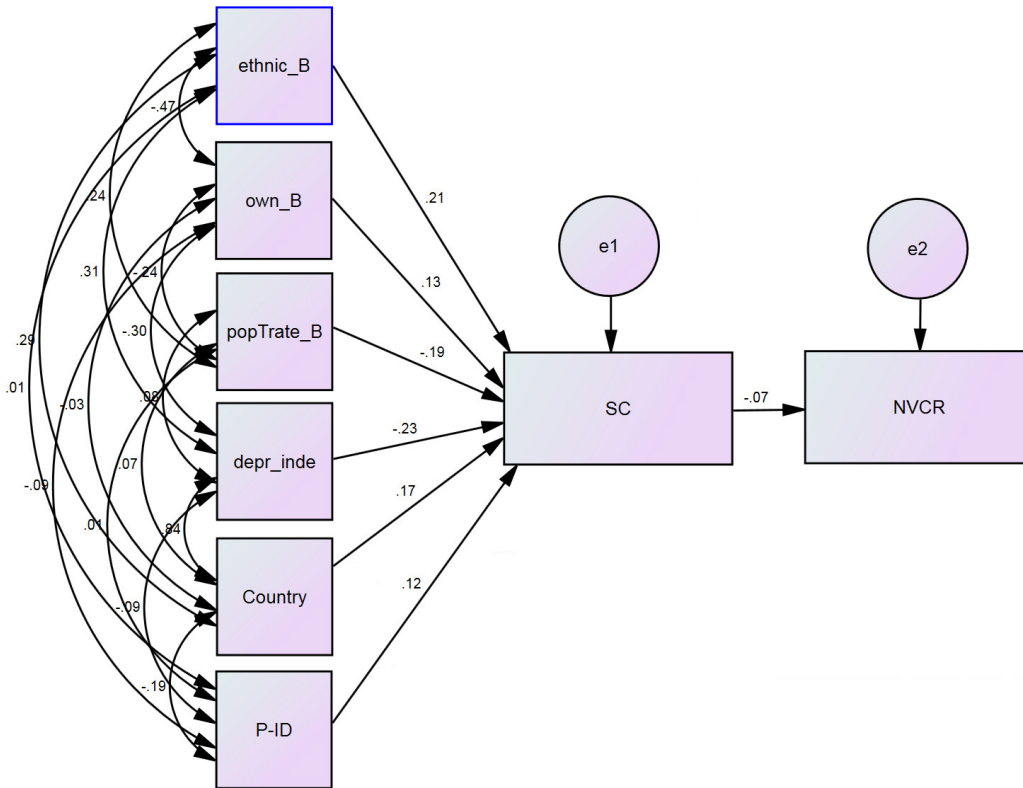 ethnic_B
-.47
own_B
.24
.21
e1
e2
.31
-.24
.13
popTrate_B
-.30
.29
-.19
.01
-.03
.08
SC
-.07
NVCR
depr_inde
-.23
.07
-.09
.01
.84
.17
Country
-.09
.12
-.19
P-ID